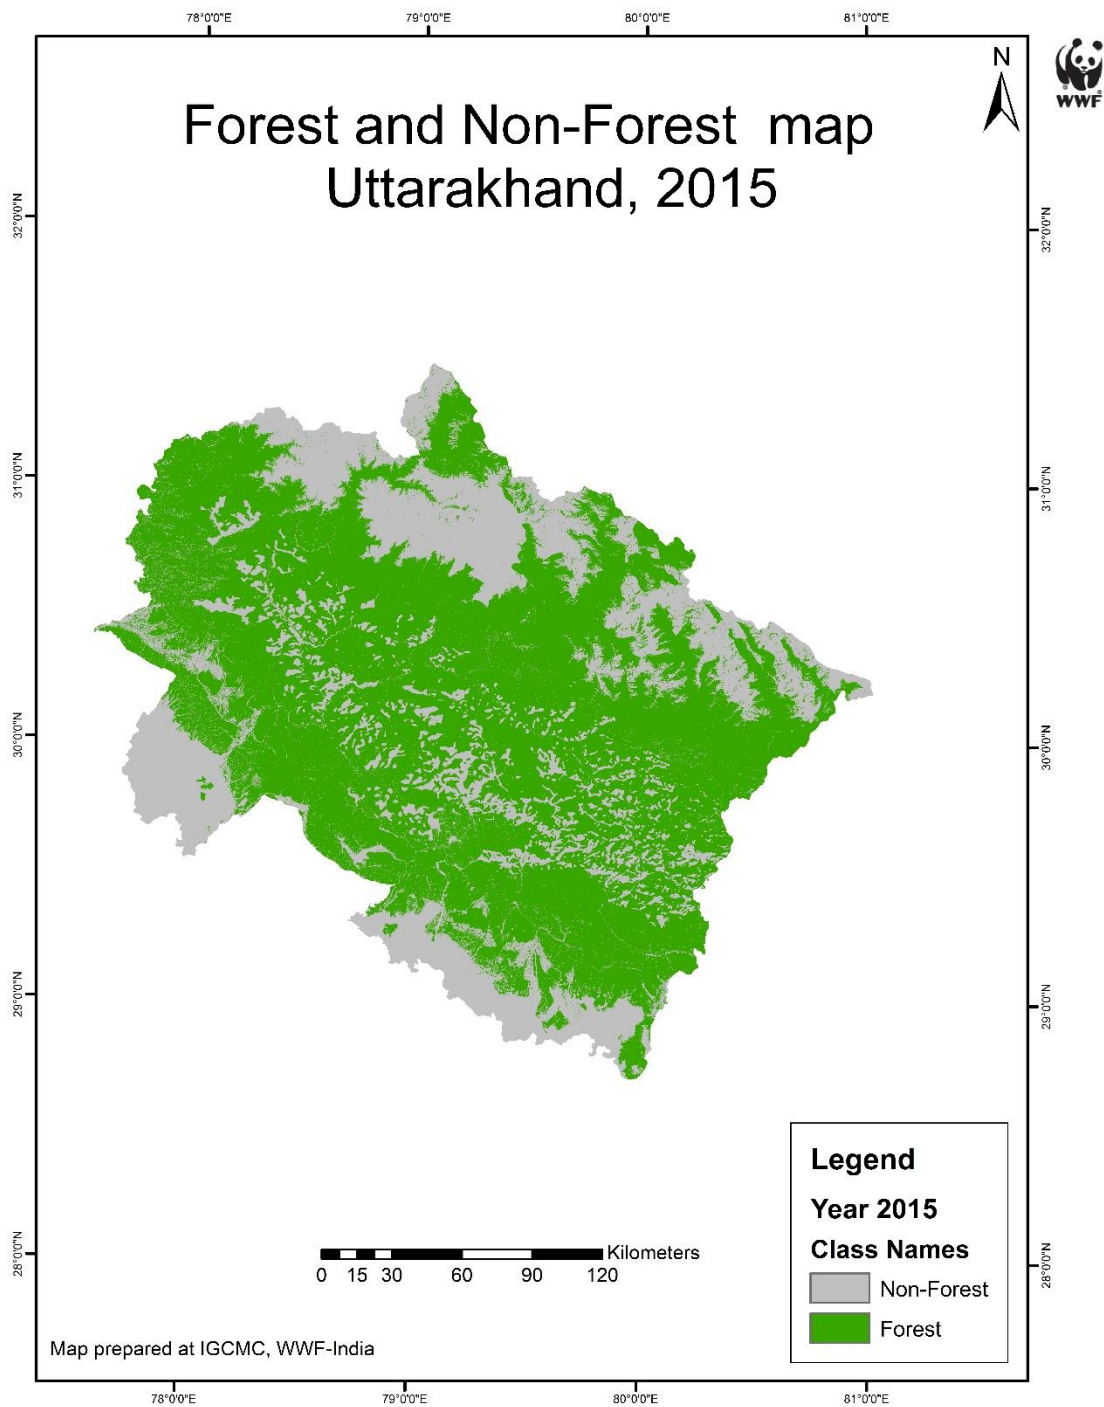 78°0'0"E 79°0'0"E 80°0'0"E 81°0'0"E
N
WWF
Forest and Non-Forest map
Uttarakhand, 2015
32°0'0"N 32°0'0"N
31°0'0"N 31°0'0"N
30°0'0"N 30°0'0"N
29°0'0"N 29°0'0"N
28°0'0"N 28°0'0"N
Legend
Year 2015
Class Names
Non-Forest
Forest
Kilometers
0 15 30 60 90 120
Map prepared at IGCMC, WWF-India
78°0'0"E 79°0'0"E 80°0'0"E 81°0'0"E